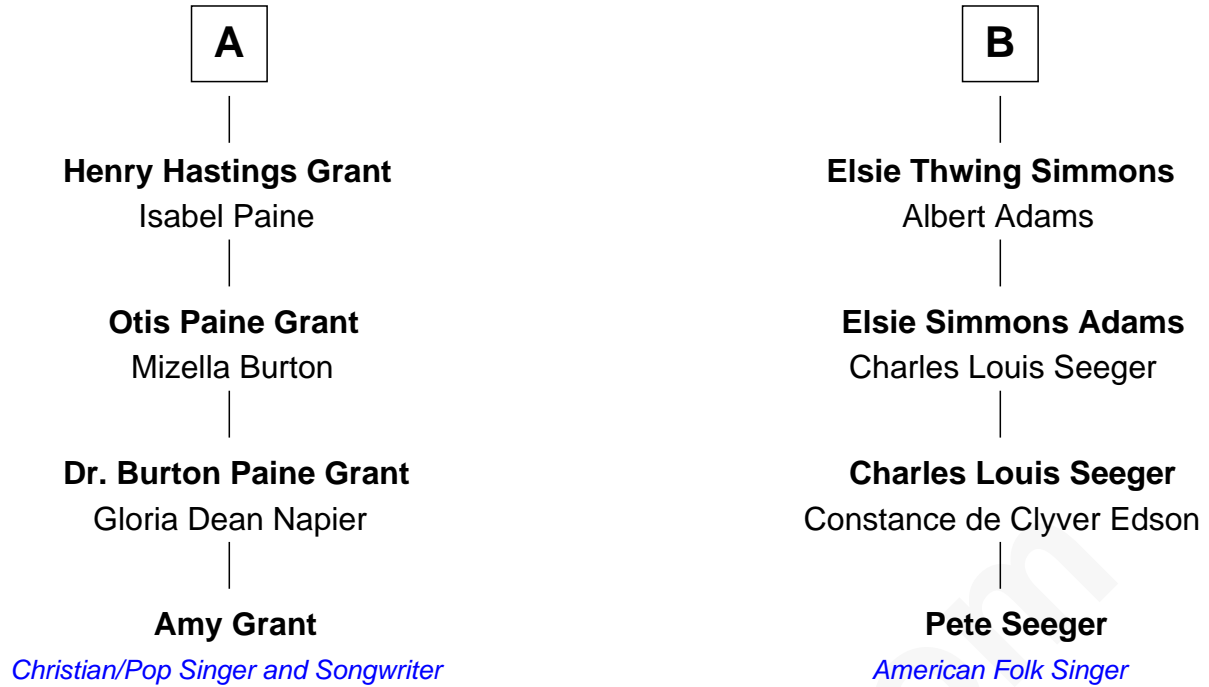 A
Henry Hastings Grant
Isabel Paine
Otis Paine Grant
Mizella Burton
Dr. Burton Paine Grant
Gloria Dean Napier
Amy Grant
Christian/Pop Singer and Songwriter
B
Elsie Thwing Simmons
Albert Adams
Elsie Simmons Adams
Charles Louis Seeger
Charles Louis Seeger
Constance de Clyver Edson
Pete Seeger
American Folk Singer